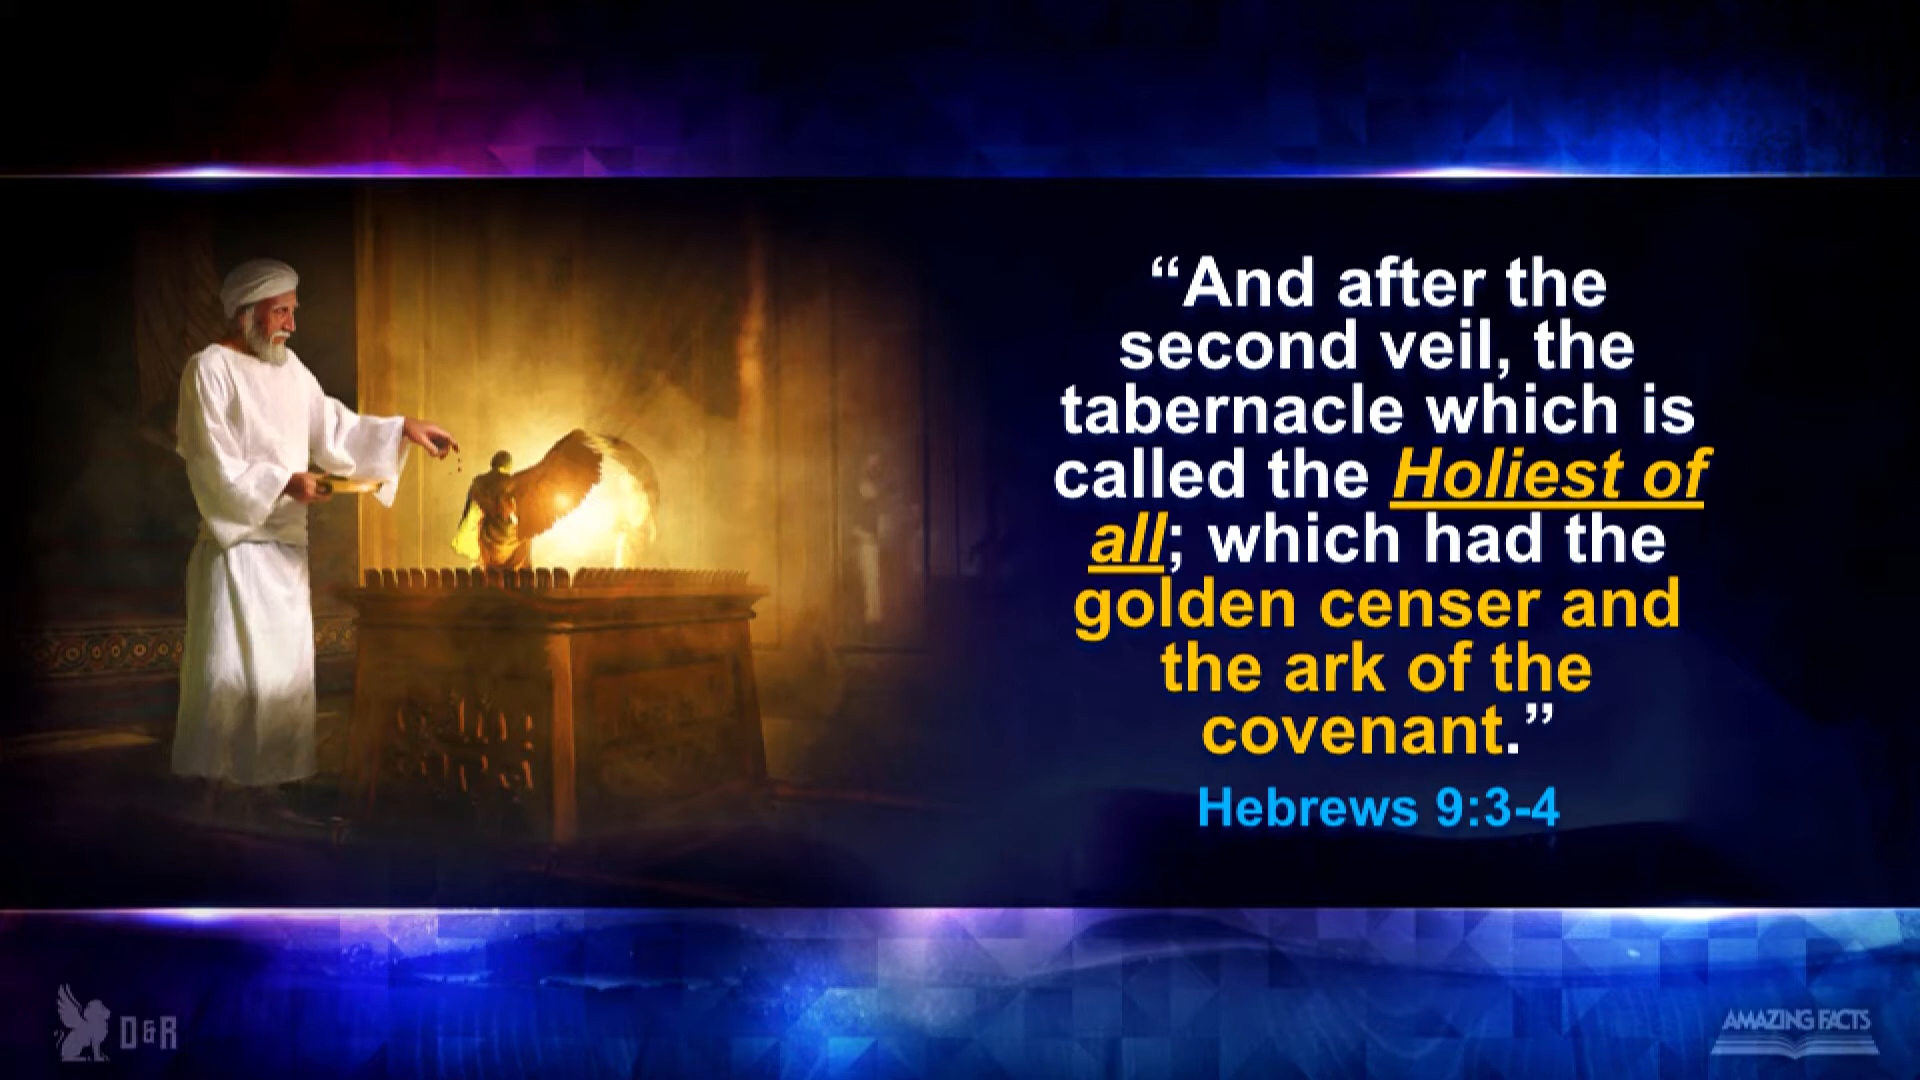 “And after the
second veil, the
tabernacle which is
called the Holiest of
all; which had the
golden censer and
the ark of the
covenant.”
Hebrews 9:3-4
D&R
AMAZING FACTS